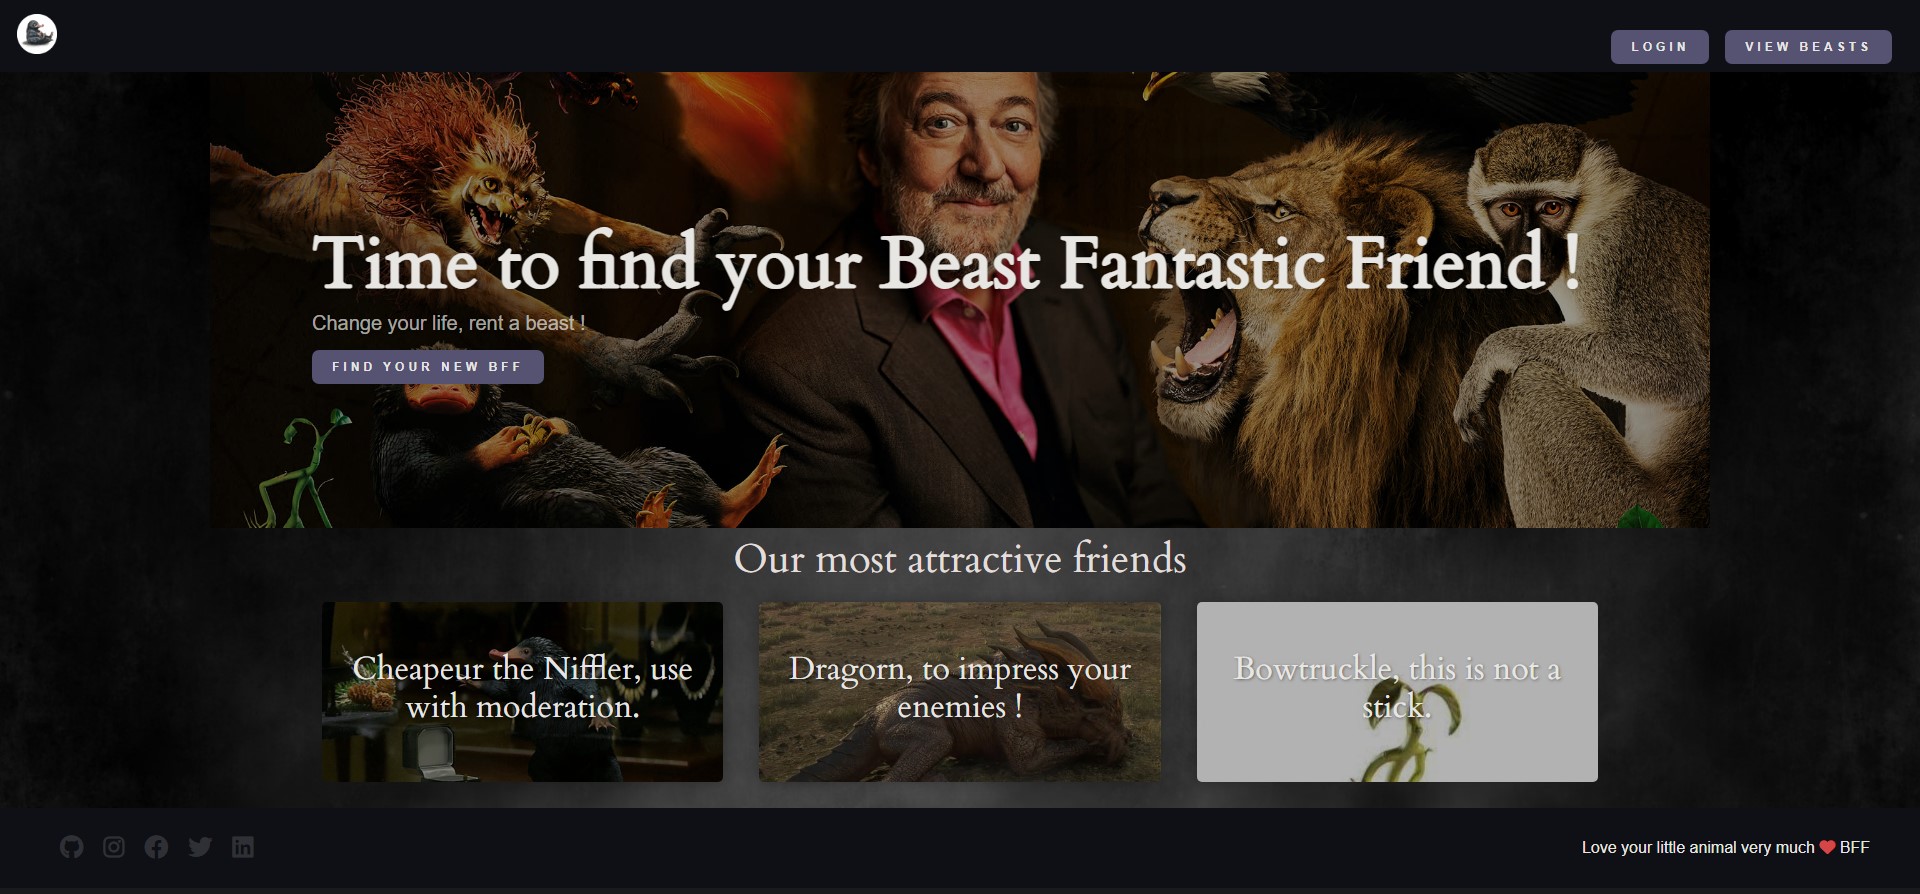 LOGIN
VIEW BEASTS
Time to find your Beast Fantastic Friend !
Change your life, rent a beast !
FIND YOUR NEW BFF
Our most attractive friends
Cheapeur the Niffler, use
with moderation.
Dragorn, to impress your
enemies !
Bowtruckle, this is not a
stick.
Love your little animal very much ❤ BFF